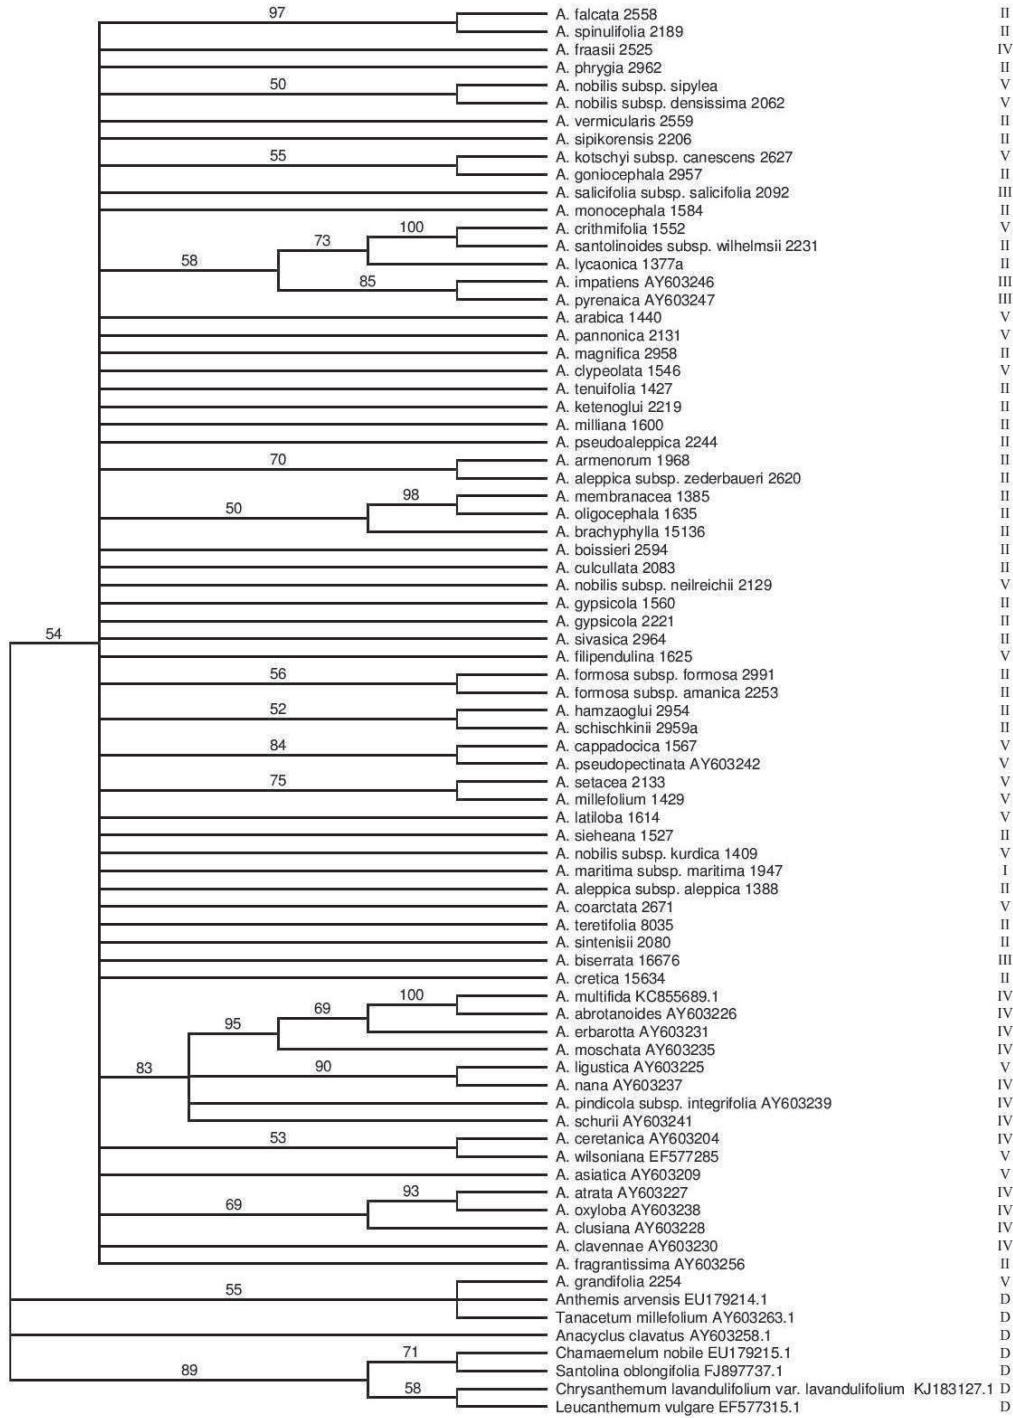 97
A. falcata 2558 II
A. spinulifolia 2189 II
A. fraasii 2525 IV
A. phrygia 2962 II
50
A. nobilis subsp. sipylea V
A. nobilis subsp. densissima 2062 V
A. vermicularis 2559 II
A. sipikorensis 2206 II
55
A. kotschyi subsp. canescens 2627 V
A. goniocephala 2957 II
A. salicifolia subsp. salicifolia 2092 III
A. monocephala 1584 II
58
73
100
A. crithmifolia 1552 V
A. santolinoides subsp. wilhelmsii 2231 II
A. lycaonica 1377a II
85
A. impatiens AY603246 III
A. pyrenaica AY603247 III
A. arabica 1440 V
A. pannonica 2131 V
A. magnifica 2958 II
A. clypeolata 1546 V
A. tenuifolia 1427 II
A. ketenoglui 2219 II
A. milliana 1600 II
A. pseudoaleppica 2244 II
70
A. armenorum 1968 II
A. aleppica subsp. zederbaueri 2620 II
50
98
A. membranacea 1385 II
A. oligocephala 1635 II
A. brachyphylla 15136 II
A. boissieri 2594 II
A. culcullata 2083 II
A. nobilis subsp. neilreichii 2129 V
A. gypsicola 1560 II
A. gypsicola 2221 II
54
A. sivasica 2964 II
A. filipendulina 1625 V
56
A. formosa subsp. formosa 2991 II
A. formosa subsp. amanica 2253 II
52
A. hamzaoglui 2954 II
A. schischkinii 2959a II
84
A. cappadocica 1567 V
A. pseudopectinata AY603242 V
75
A. setacea 2133 V
A. millefolium 1429 V
A. latiloba 1614 V
A. sieheana 1527 II
A. nobilis subsp. kurdica 1409 V
A. maritima subsp. maritima 1947 I
A. aleppica subsp. aleppica 1388 II
A. coarctata 2671 V
A. teretifolia 8035 II
A. sintenisii 2080 II
A. biserrata 16676 III
A. cretica 15634 II
83
95
69
100
A. multifida KC855689.1 IV
A. abrotanoides AY603226 IV
A. erbarotta AY603231 IV
A. moschata AY603235 IV
90
A. ligustica AY603225 V
A. nana AY603237 IV
A. pindicola subsp. integrifolia AY603239 IV
A. schurii AY603241 IV
53
A. ceretanica AY603204 IV
A. wilsoniana EF577285 V
A. asiatica AY603209 V
69
93
A. atrata AY603227 IV
A. oxyloba AY603238 IV
A. clusiana AY603228 IV
A. clavennae AY603230 IV
A. fragrantissima AY603256 II
55
A. grandifolia 2254 V
Anthemis arvensis EU179214.1 D
Tanacetum millefolium AY603263.1 D
Anacyclus clavatus AY603258.1 D
89
71
Chamaemelum nobile EU179215.1 D
Santolina oblongifolia FJ897737.1 D
58
Chrysanthemum lavandulifolium var. lavandulifolium KJ183127.1 D
Leucanthemum vulgare EF577315.1 D